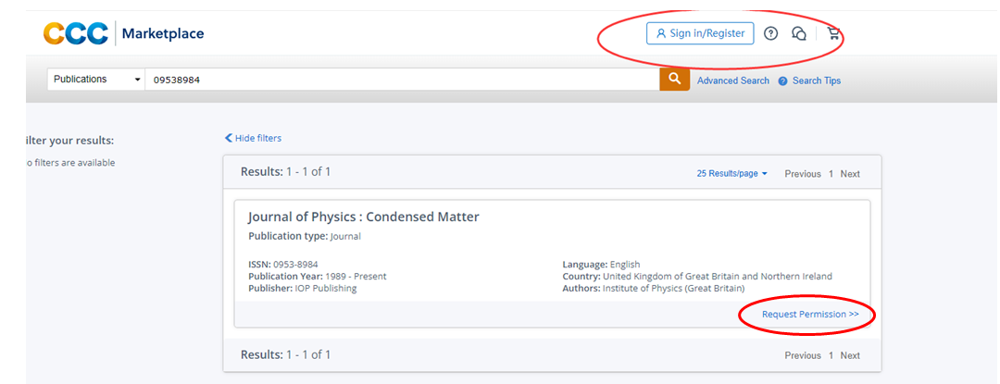 CCC Marketplace
Sign in/Register
Publications 09538984 Advanced Search Search Tips
ilter your results:
o filters are available
Hide filters
Results: 1 - 1 of 1 25 Results/page Previous 1 Next
Journal of Physics : Condensed Matter
Publication type: Journal
ISSN: 0953-8984
Publication Year: 1989 - Present
Publisher: IOP Publishing
Language: English
Country: United Kingdom of Great Britain and Northern Ireland
Authors: Institute of Physics (Great Britain)
Request Permission >>
Results: 1 - 1 of 1 Previous 1 Next